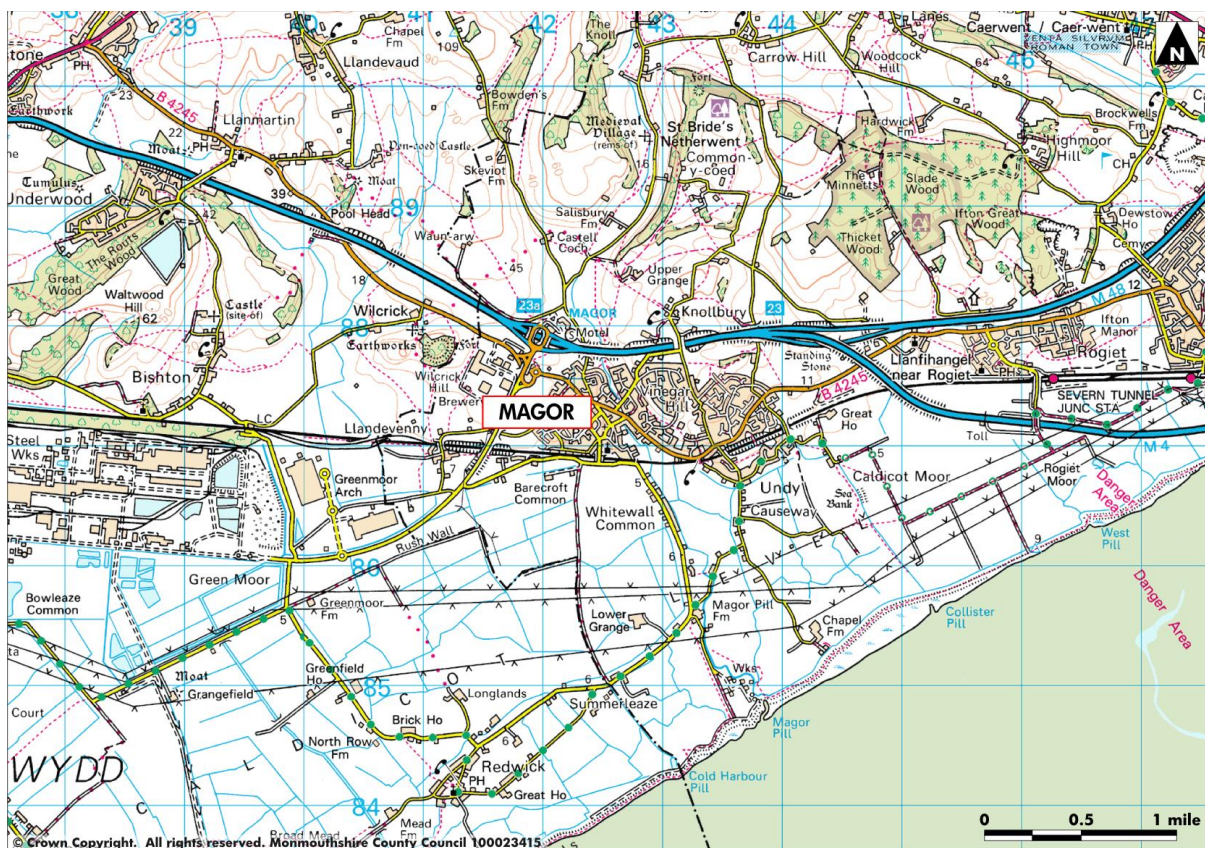 39
41
42
43
44
46
Chapel
Fm
109
The
Knoll
Lanes
Caerwent / Caer-went
VENTA SILVRVM
ROMAN TOWN
PH
N
stone
PH
Llandevaud
Carrow Hill
Woodcock
Hill
64
23
B 4245
Bowden's
Fm
Fort
Earthwork
Llanmartin
22
Moat
PH
Medieval
Village
(rems of)
St Bride's
Netherwent
Hardwick
Fm
Brockwells
Fm
Highmoor
Hill
CH
Pen-coed Castle
Moat
Skeviot
Fm
16
Common
-y-coed
The
Minnetts
Slade
Wood
Tumulus
Underwood
39
89
Pool Head
42
Salisbury
Fm
Ifton Great
Wood
Dewstow
Ho
Cemy
Waun-arw
Castell
Coch
Thicket
Wood
The Routs
Wood
Great
Wood
18
45
Upper
Grange
Waltwood
Hill
62
Castle
(site of)
Wilcrick
23a
MAGOR
Motel
Knollbury
23
M 48
12
88
Ifton
Manor
Earthworks
Fort
Standing
Stone
Llanfihangel
near Rogiet
Rogiet
PHs
Bishton
Wilcrick
Hill
Brewery
11
B 4245
Vinegar
Hill
MAGOR
Great
Ho
SEVERN TUNNEL
JUNC STA
LC
Llandevenny
Toll
M 4
Steel
Wks
7
5
Greenmoor
Arch
Barecroft
Common
5
Undy
Caldicot Moor
Rogiet
Moor
Whitewall
Common
Causeway
Sea
Bank
Danger
Area
West
Pill
Rush Wall
9
86
6
Green Moor
Bowleaze
Common
Greenmoor
Fm
5
Lower
Grange
Magor Pill
Fm
Chapel
Fm
Collister
Pill
Danger
Area
L E V E L
Moat
Grangefield
Greenfield
Ho
Wks
85
Court
Longlands
6
Summerleaze
C O T
Brick Ho
Magor
Pill
North Row
Fm
6
Redwick
L D
WYDD
PH
Great Ho
Cold Harbour
Pill
84
C
Mead
Fm
Broad Mead
0 0.5 1 mile
© Crown Copyright. All rights reserved. Monmouthshire County Council 100023415